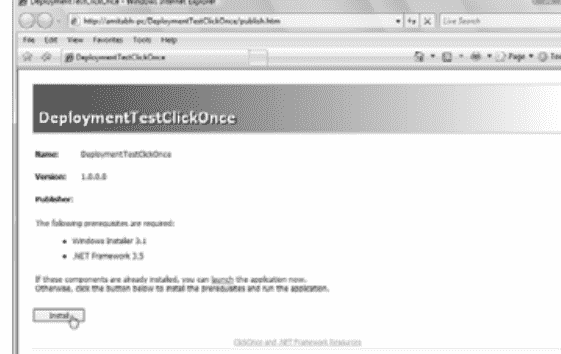 DeploymentTestClickOnce - Windows Internet Explorer
http://amitabh-pc/DeploymentTestClickOnce/publish.htm
Live Search
File Edit View Favorites Tools Help
DeploymentTestClickOnce
Page
DeploymentTestClickOnce
Name: DeploymentTestClickOnce
Version: 1.0.0.0
Publisher:
The following prerequisites are required:
• Windows Installer 3.1
• .NET Framework 3.5
If these components are already installed, you can launch the application now.
Otherwise, click the button below to install the prerequisites and run the application.
Install
ClickOnce and .NET Framework Resources